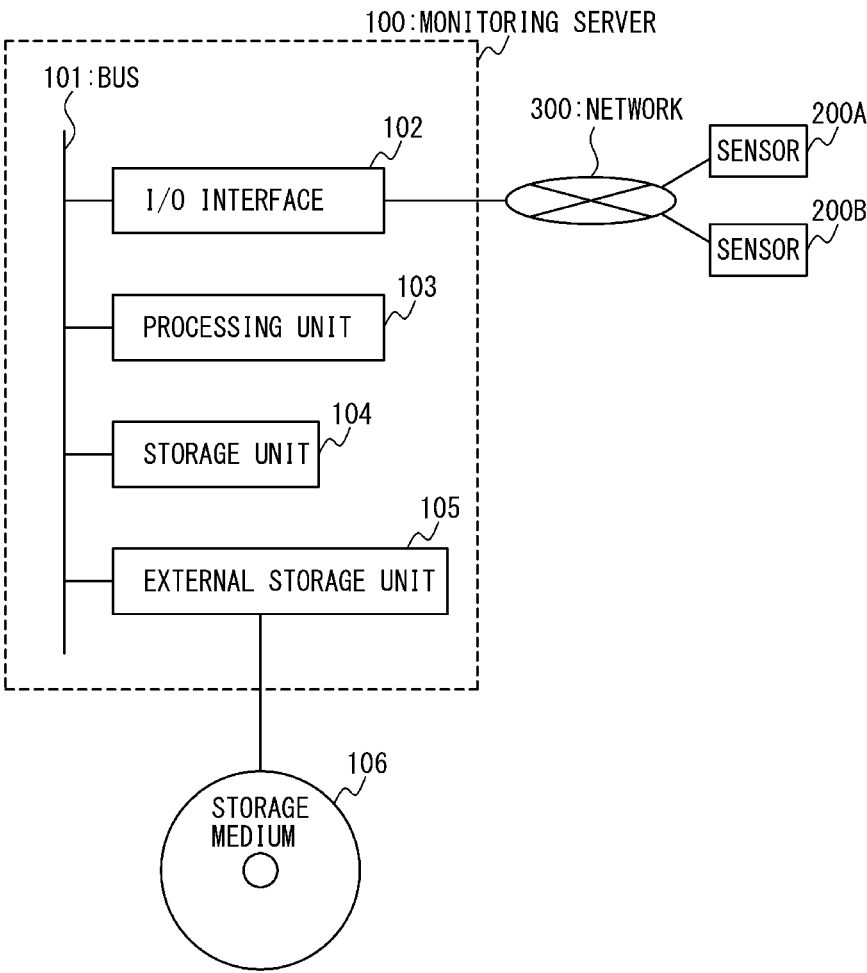 100:MONITORING SERVER
101:BUS
102
I/O INTERFACE
300:NETWORK
200A
SENSOR
200B
SENSOR
103
PROCESSING UNIT
104
STORAGE UNIT
105
EXTERNAL STORAGE UNIT
106
STORAGE
MEDIUM